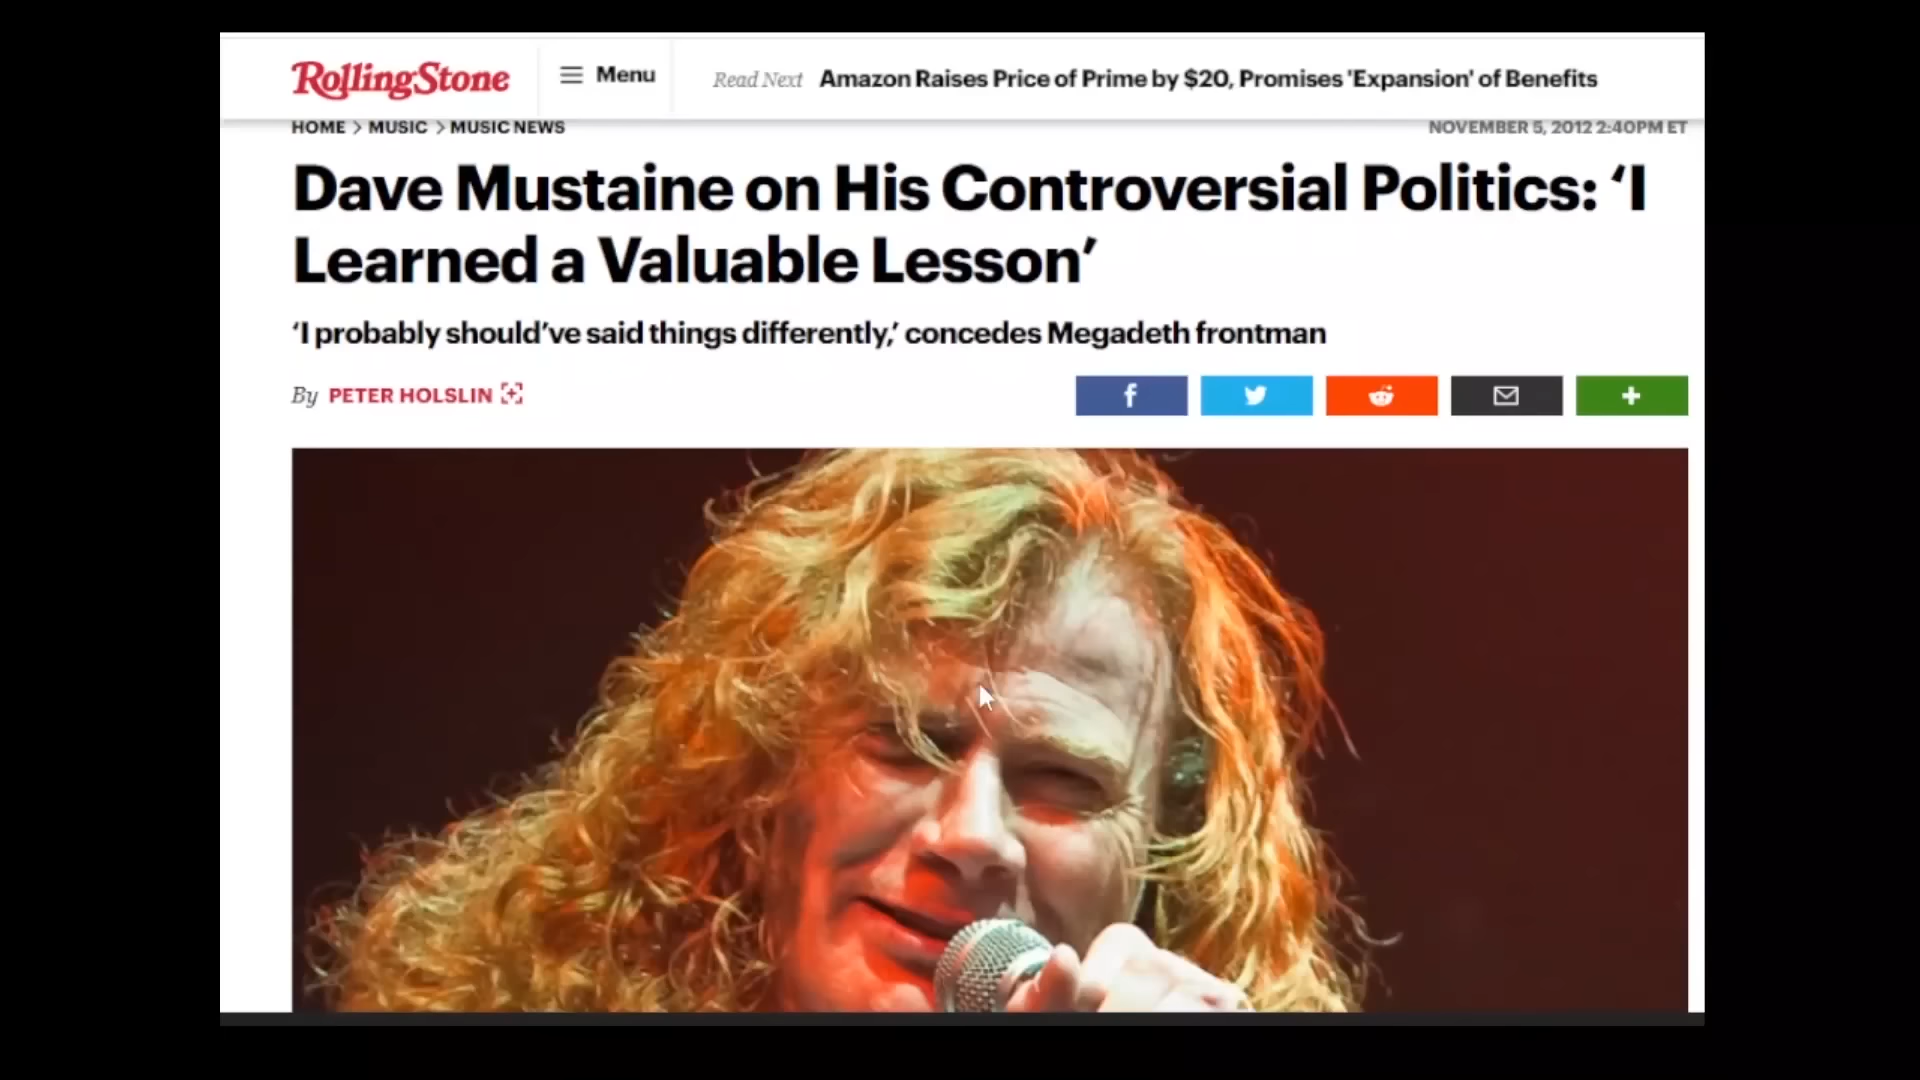 RollingStone
Menu
Read Next Amazon Raises Price of Prime by $20, Promises 'Expansion' of Benefits
HOME > MUSIC > MUSIC NEWS
NOVEMBER 5, 2012 2:40PM ET
Dave Mustaine on His Controversial Politics: ‘I
Learned a Valuable Lesson’
‘I probably should’ve said things differently,’ concedes Megadeth frontman
By PETER HOLSLIN